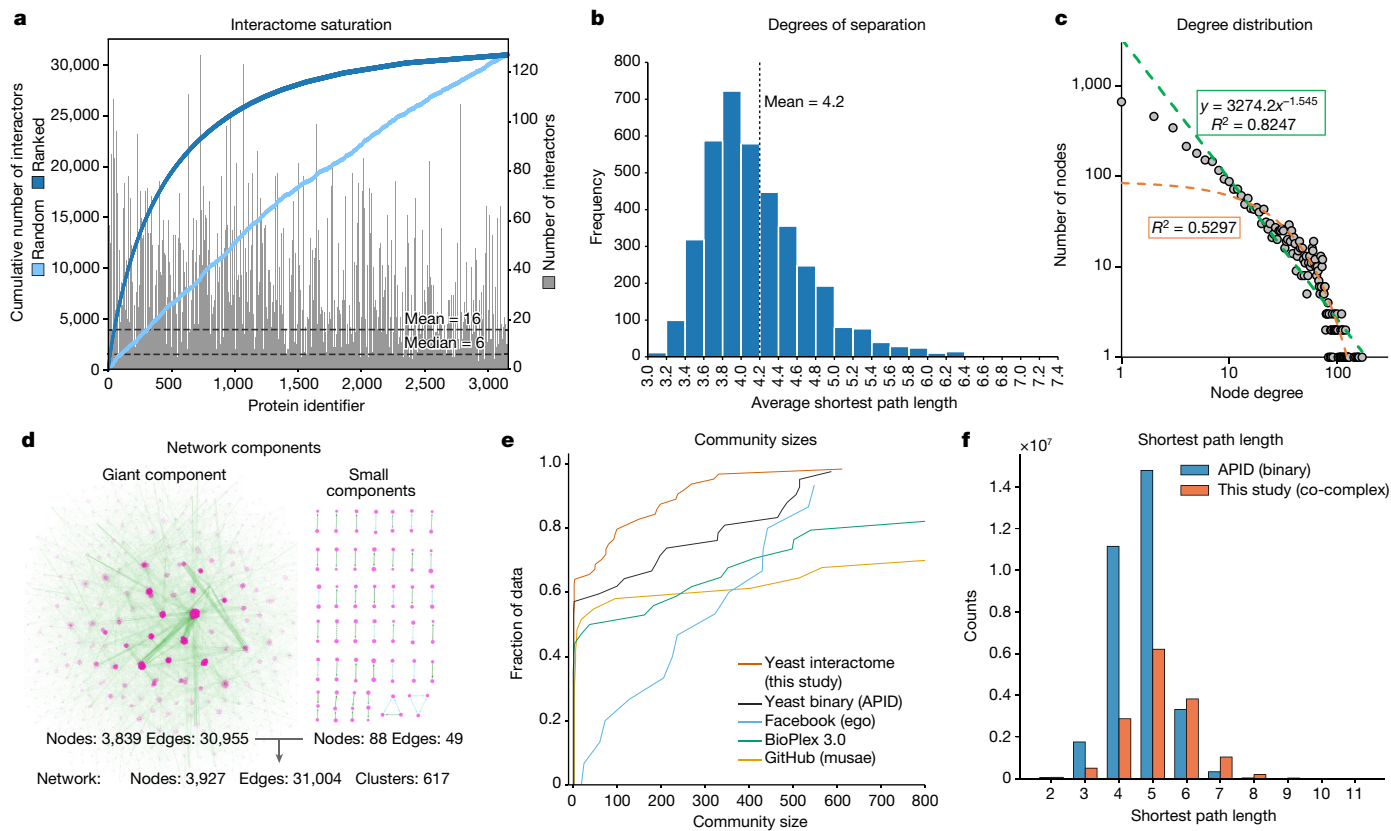 a
Interactome saturation
Cumulative number of interactors
Random Ranked
30,000
25,000
20,000
15,000
10,000
5,000
0
120
100
80
60
40
20
0
Number of interactors
Mean = 16
Median = 6
0 500 1,000 1,500 2,000 2,500 3,000
Protein identifier
b
Degrees of separation
Frequency
800
700
600
500
400
300
200
100
0
Mean = 4.2
3.0 3.2 3.4 3.6 3.8 4.0 4.2 4.4 4.6 4.8 5.0 5.2 5.4 5.6 5.8 6.0 6.2 6.4 6.6 6.8 7.0 7.2 7.4
Average shortest path length
c
Degree distribution
Number of nodes
1,000
100
10
1
y = 3274.2x⁻¹·⁵⁴⁵
R² = 0.8247
R² = 0.5297
1 10 100
Node degree
d
Network components
Giant component
Small
components
Nodes: 3,839 Edges: 30,955
Nodes: 88 Edges: 49
Network: Nodes: 3,927 Edges: 31,004 Clusters: 617
e
Community sizes
Fraction of data
1.0
0.8
0.6
0.4
0.2
0
Yeast interactome
(this study)
Yeast binary (APID)
Facebook (ego)
BioPlex 3.0
GitHub (musae)
0 100 200 300 400 500 600 700 800
Community size
f
Shortest path length
×10⁷
Counts
1.4
1.2
1.0
0.8
0.6
0.4
0.2
0
APID (binary)
This study (co-complex)
2 3 4 5 6 7 8 9 10 11
Shortest path length